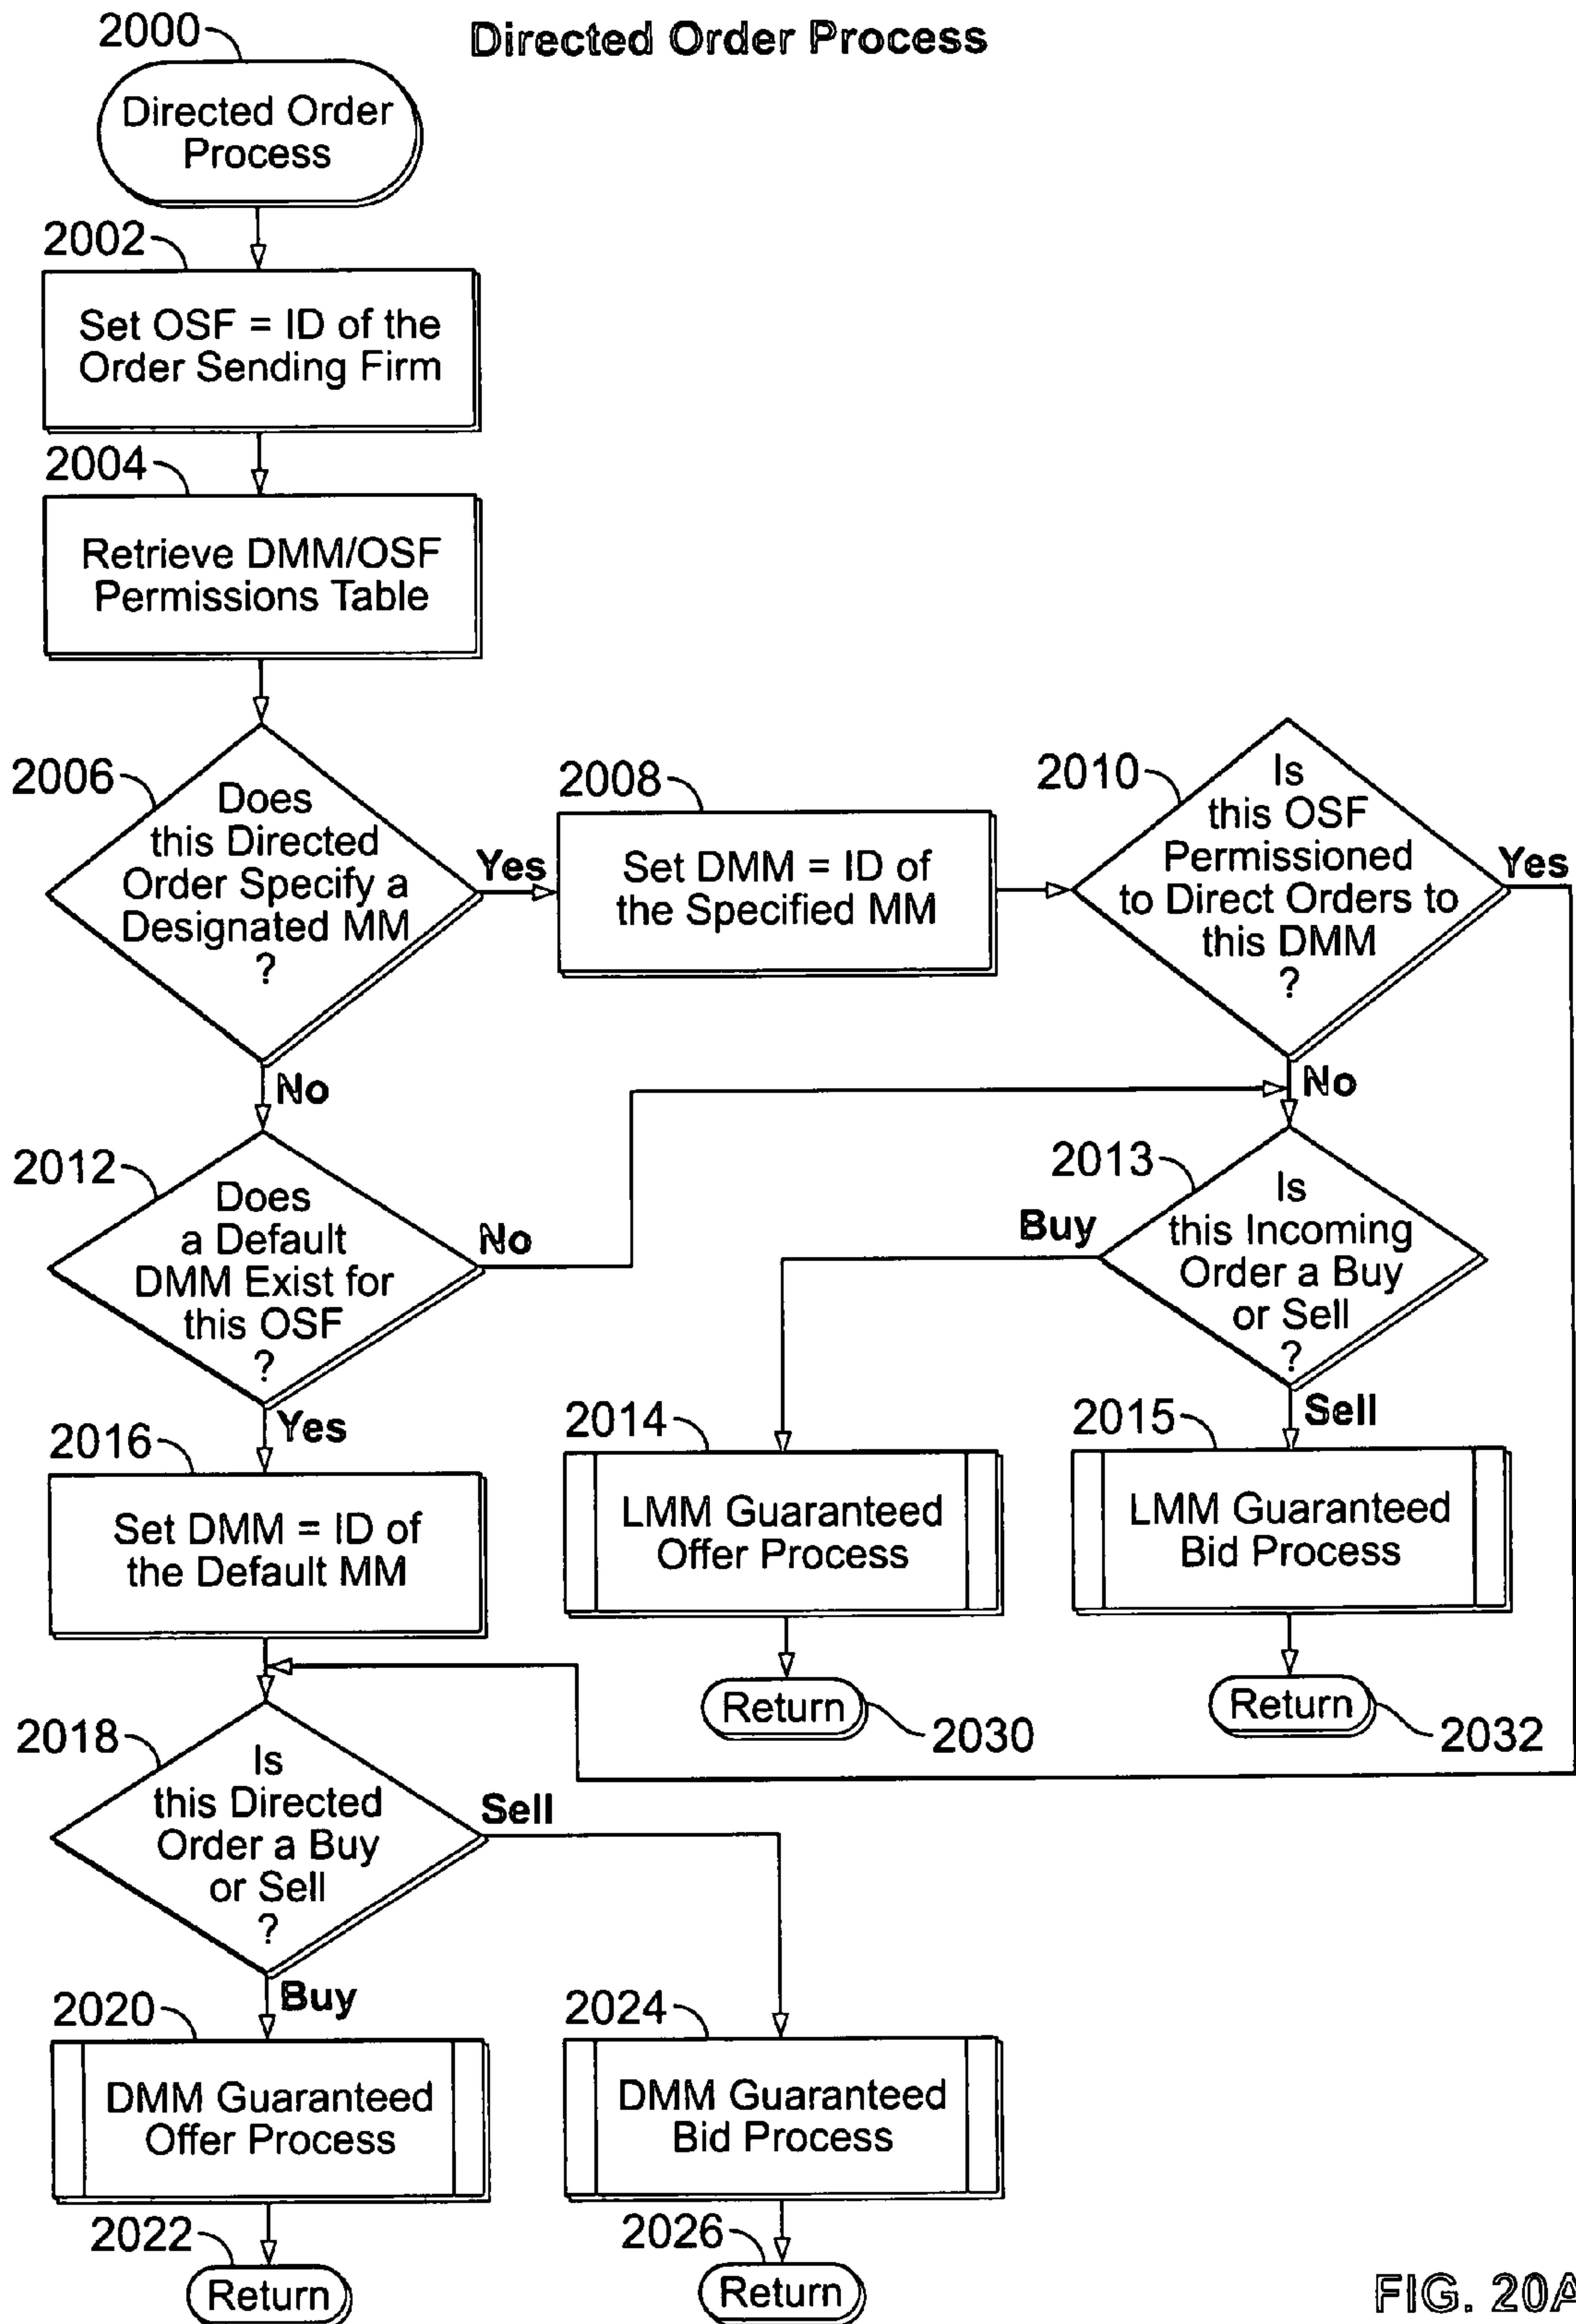 2000
Directed Order Process
Directed Order
Process
2002
Set OSF = ID of the
Order Sending Firm
2004
Retrieve DMM/OSF
Permissions Table
2006
Does
this Directed
Order Specify a
Designated MM
?
Yes
No
2008
Set DMM = ID of
the Specified MM
2010
Is
this OSF
Permissioned
to Direct Orders to
this DMM
?
Yes
No
2012
Does
a Default
DMM Exist for
this OSF
?
No
Yes
2013
Is
this Incoming
Order a Buy
or Sell
?
Buy
Sell
2014
LMM Guaranteed
Offer Process
2015
LMM Guaranteed
Bid Process
2016
Set DMM = ID of
the Default MM
Return
2030
Return
2032
2018
Is
this Directed
Order a Buy
or Sell
?
Sell
Buy
2020
DMM Guaranteed
Offer Process
2024
DMM Guaranteed
Bid Process
2022
Return
2026
Return
FIG. 20A